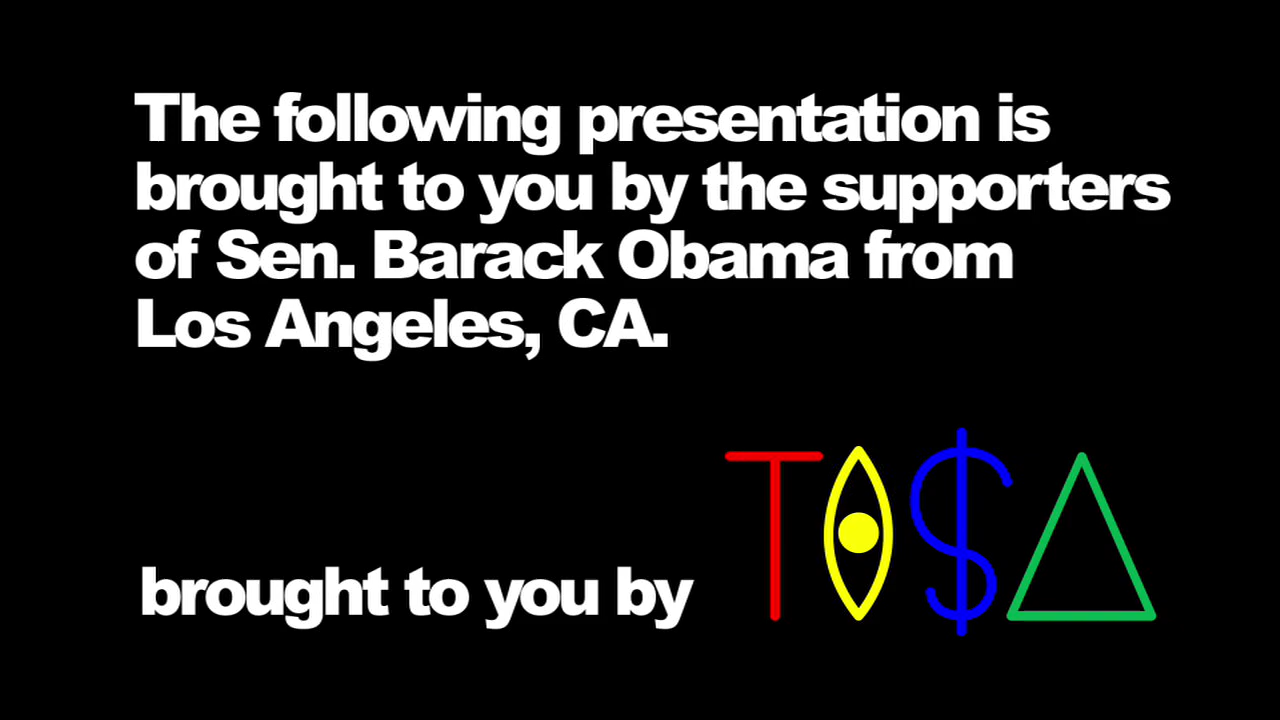 The following presentation is
brought to you by the supporters
of Sen. Barack Obama from
Los Angeles, CA.
brought to you by TOSA